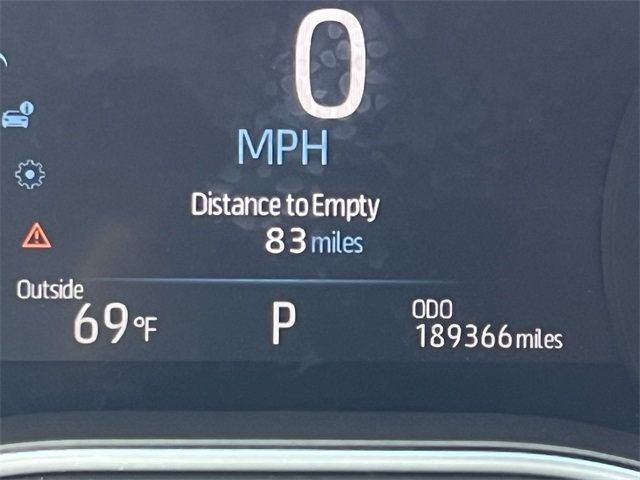 0
MPH
Distance to Empty
83 miles
Outside
69°F
P
ODO
189366 miles